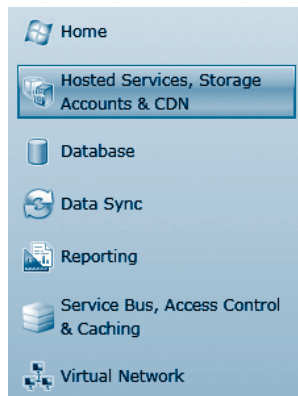 Home
Hosted Services, Storage
Accounts & CDN
Database
Data Sync
Reporting
Service Bus, Access Control
& Caching
Virtual Network